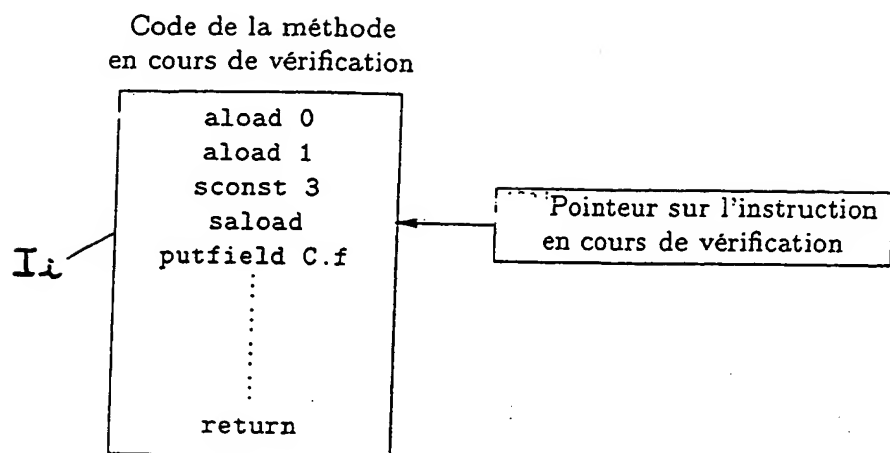 Code de la méthode
en cours de vérification
aload 0
aload 1
sconst 3
saload
putfield C.f
return
Ii
Pointeur sur l'instruction
en cours de vérification